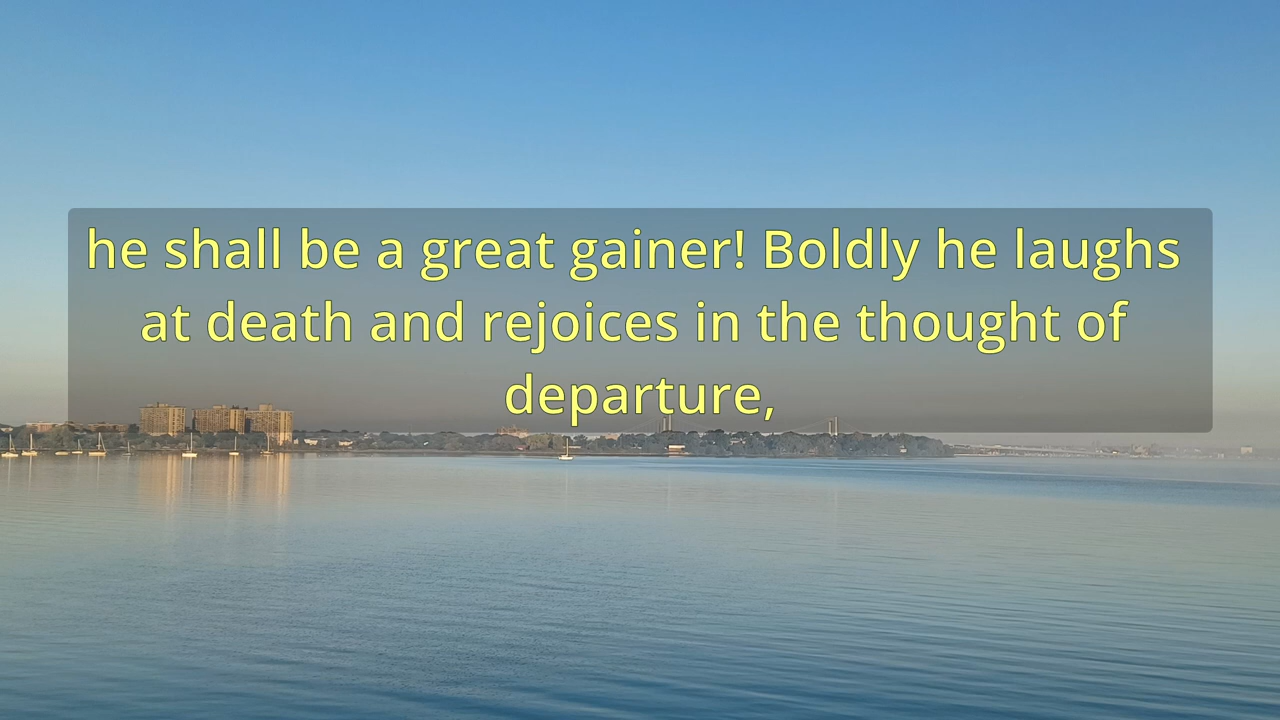 he shall be a great gainer! Boldly he laughs
at death and rejoices in the thought of
departure,